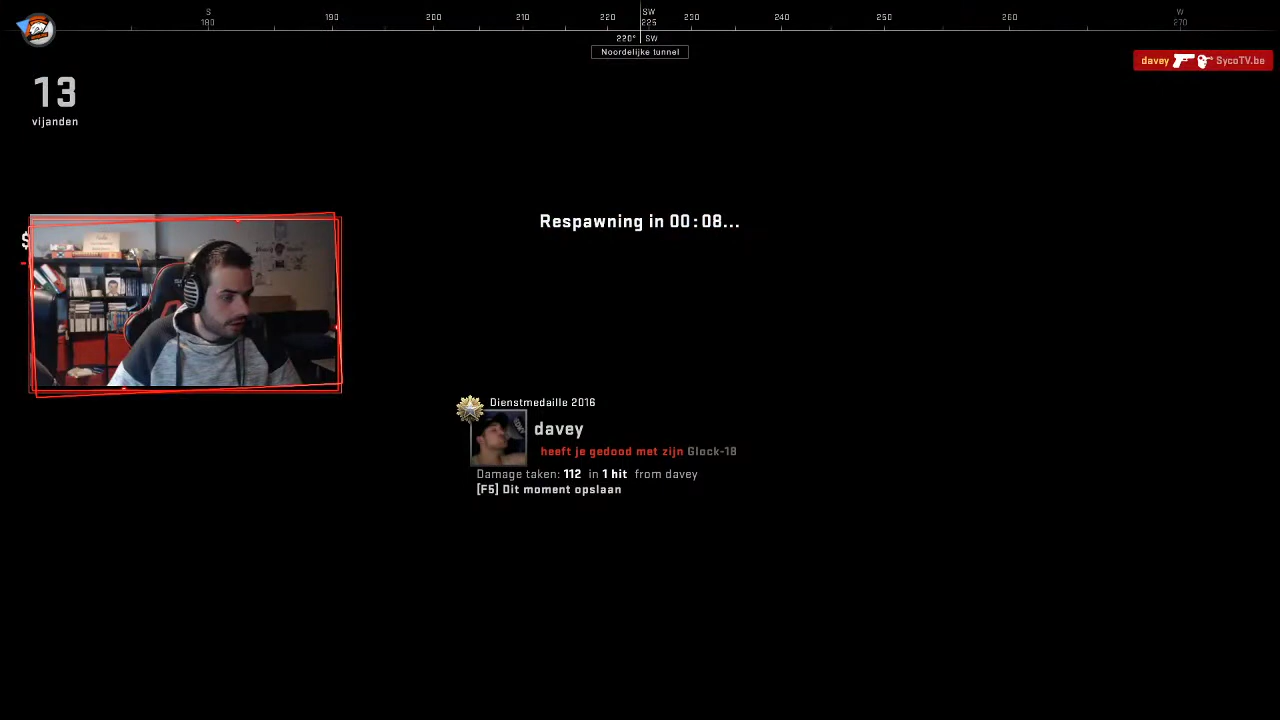 S
180
190
200
210
220
SW
225
230
240
250
260
W
270
220° SW
Noordelijke tunnel
davey SycoTV.be
13
vijanden
Respawning in 00:08...
$
Dienstmedaille 2016
davey
heeft je gedood met zijn Glock-18
Damage taken: 112 in 1 hit from davey
[F5] Dit moment opslaan